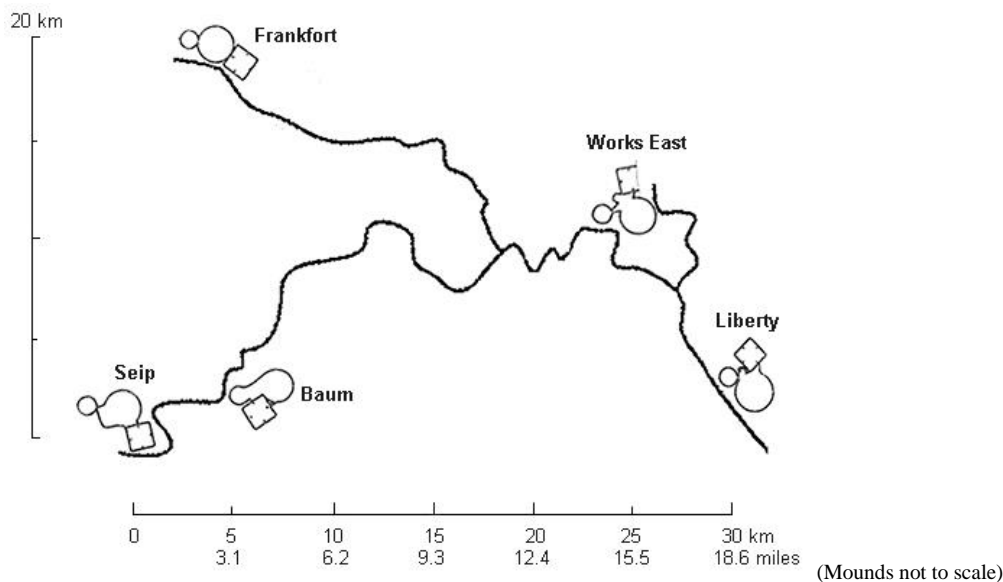 20 km
Frankfort
Works East
Liberty
Seip
Baum
0 5 10 15 20 25 30 km
3.1 6.2 9.3 12.4 15.5 18.6 miles
(Mounds not to scale)